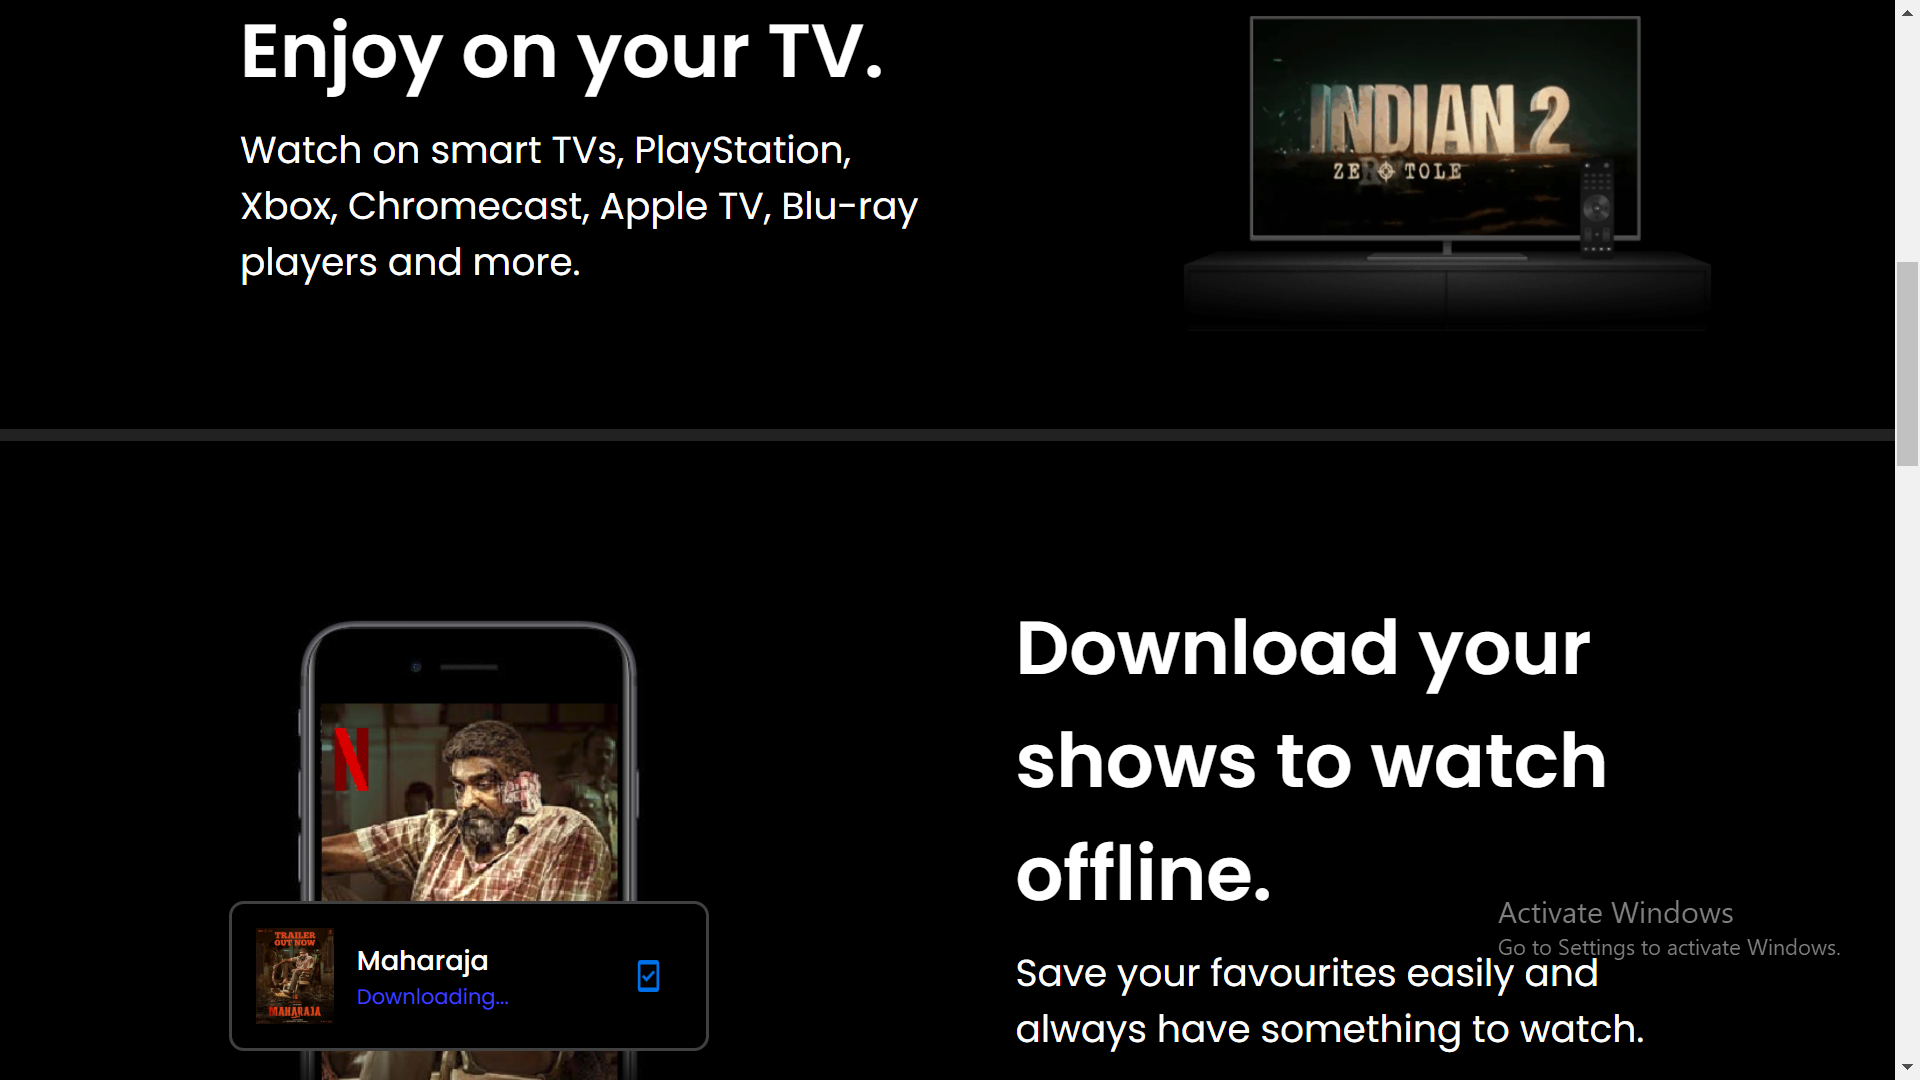 Enjoy on your TV.
Watch on smart TVs, PlayStation,
Xbox, Chromecast, Apple TV, Blu-ray
players and more.
INDIAN 2
ZERO TOLE
Download your
shows to watch
offline.
Save your favourites easily and
always have something to watch.
N
TRAILER
OUT NOW
MAHARAJA
Maharaja
Downloading...
Activate Windows
Go to Settings to activate Windows.